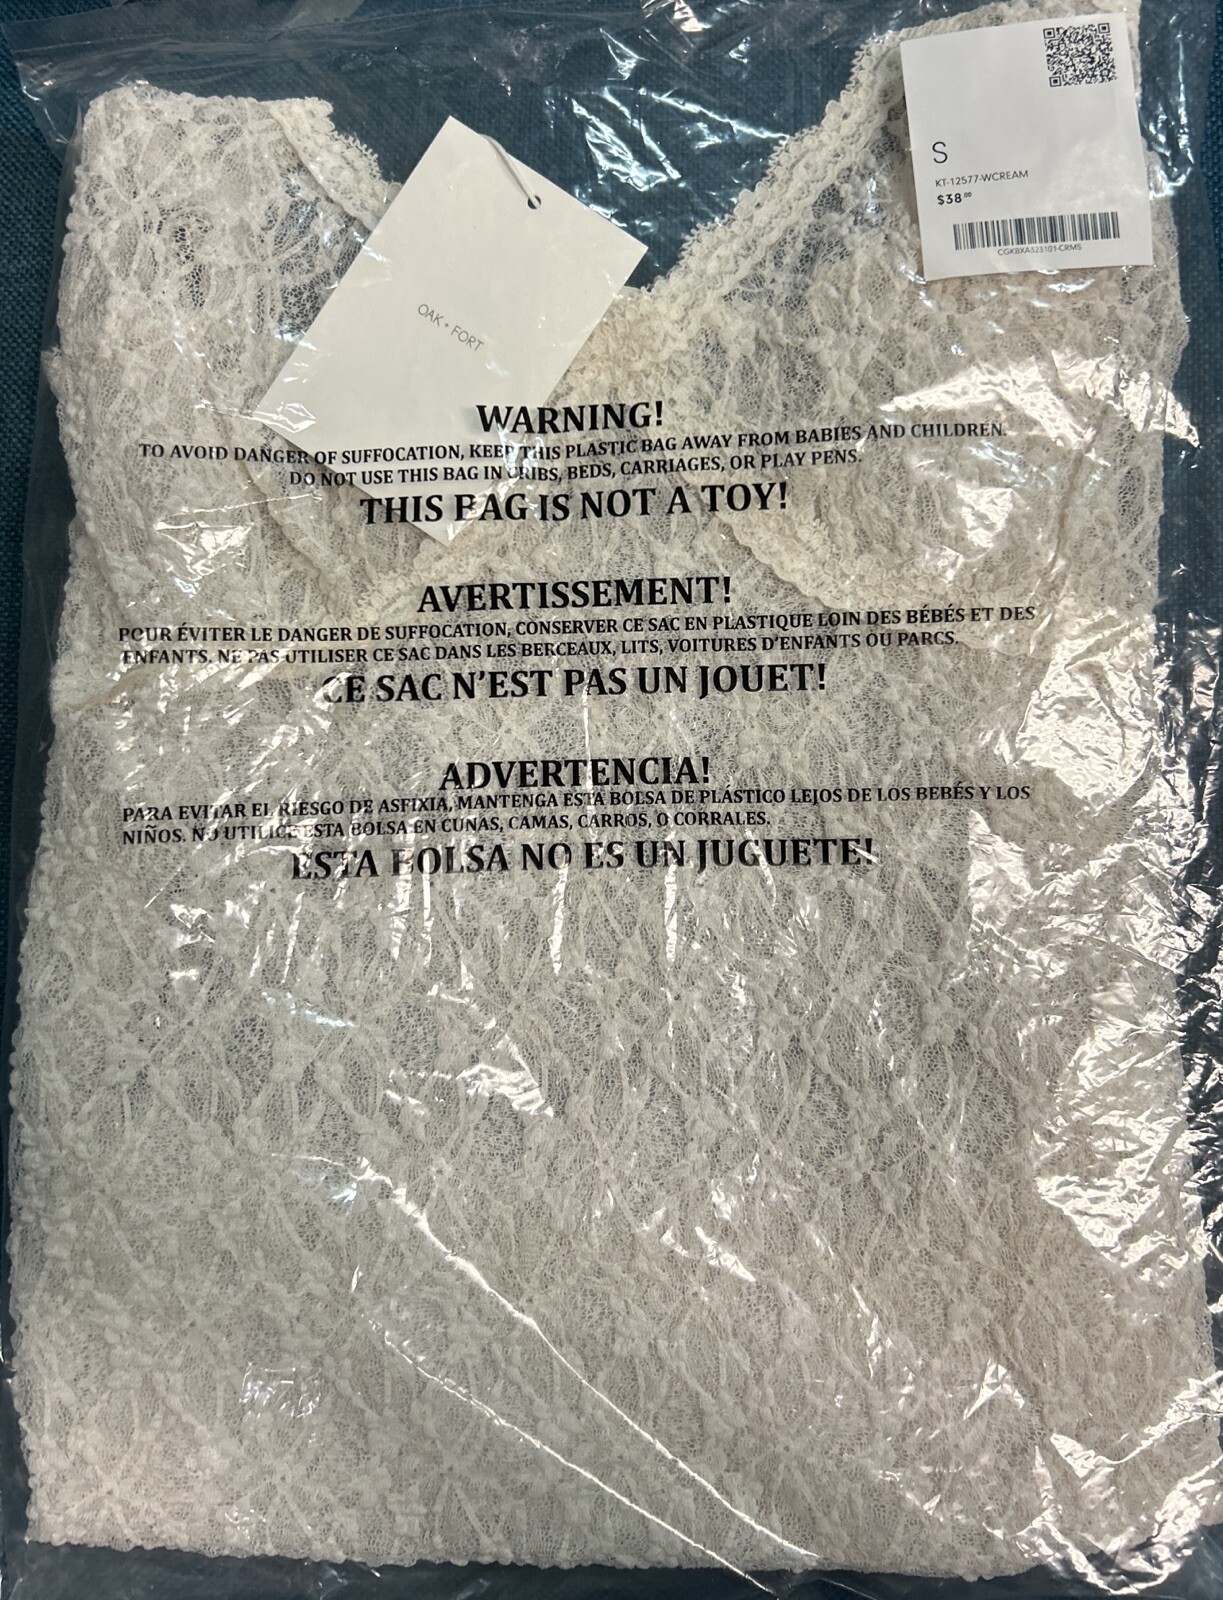 S
KT-12577-WCREAM
$38.00
CGKBXA323101-CRMS
OAK + FORT
WARNING!
TO AVOID DANGER OF SUFFOCATION, KEEP THIS PLASTIC BAG AWAY FROM BABIES AND CHILDREN.
DO NOT USE THIS BAG IN CRIBS, BEDS, CARRIAGES, OR PLAY PENS.
THIS BAG IS NOT A TOY!
AVERTISSEMENT!
POUR ÉVITER LE DANGER DE SUFFOCATION, CONSERVER CE SAC EN PLASTIQUE LOIN DES BÉBÉS ET DES
ENFANTS. NE PAS UTILISER CE SAC DANS LES BERCEAUX, LITS, VOITURES D'ENFANTS OU PARCS.
CE SAC N'EST PAS UN JOUET!
ADVERTENCIA!
PARA EVITAR EL RIESGO DE ASFIXIA, MANTENGA ESTA BOLSA DE PLÁSTICO LEJOS DE LOS BEBÉS Y LOS
NIÑOS. NO UTILICE ESTA BOLSA EN CUNAS, CAMAS, CARROS, O CORRALES.
ESTA BOLSA NO ES UN JUGUETE!